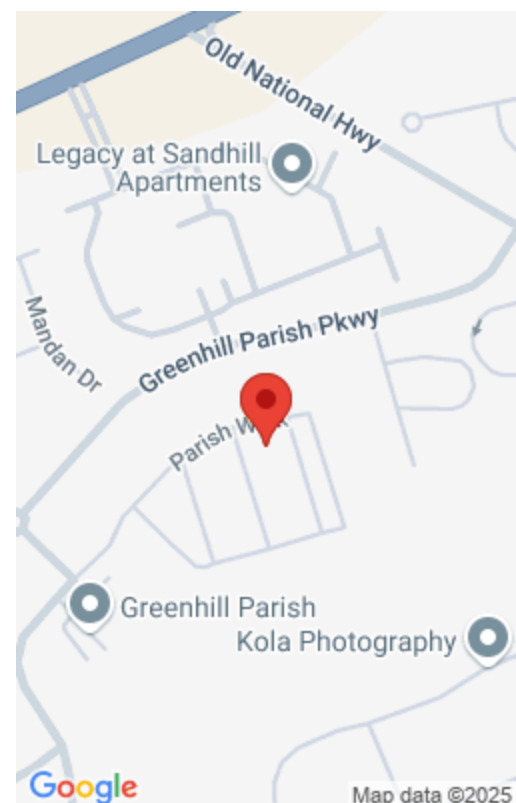 Old National Hwy
Legacy at Sandhill
Apartments
Mandan Dr
Greenhill Parish Pkwy
Parish
Greenhill Parish
Kola Photography
Google
Map data ©2025